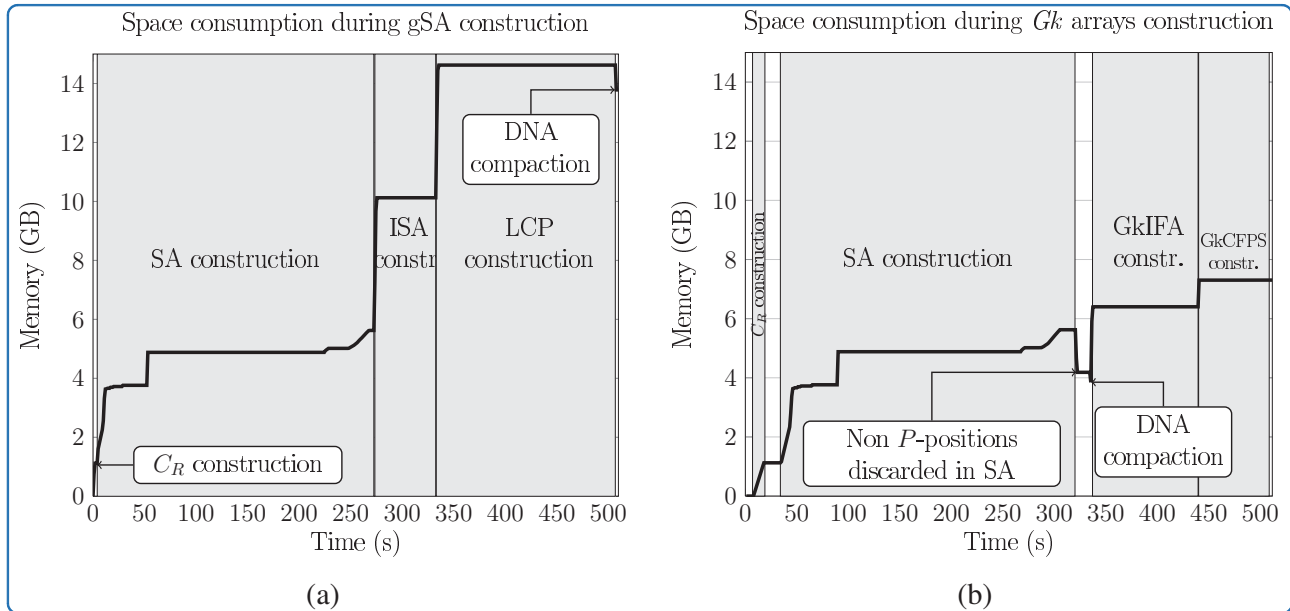 Space consumption during gSA construction
14
12
10
8
6
4
2
0
Memory (GB)
0 50 100 150 200 250 300 350 400 450 500
Time (s)
SA construction
ISA
constr
LCP
construction
DNA
compaction
C_R construction
(a)
Space consumption during Gk arrays construction
14
12
10
8
6
4
2
0
Memory (GB)
0 50 100 150 200 250 300 350 400 450 500
Time (s)
C_R construction
SA construction
GkIFA
constr.
GkCFPS
constr.
Non P-positions
discarded in SA
DNA
compaction
(b)